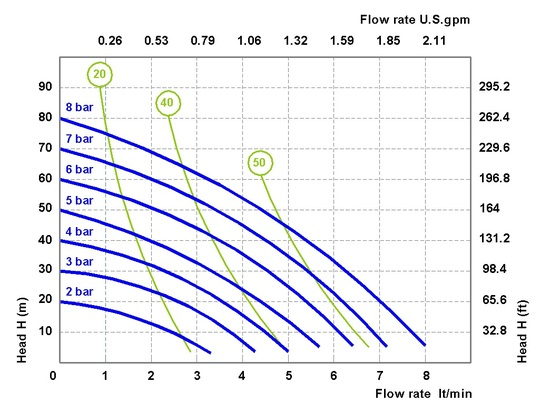 Flow rate U.S.gpm
0.26 0.53 0.79 1.06 1.32 1.59 1.85 2.11
20
90 295.2
40
8 bar
80 262.4
7 bar
70 229.6
50
6 bar
60 196.8
5 bar
50 164
4 bar
40 131.2
3 bar
30 98.4
2 bar
20 65.6
10 32.8
Head H (m)
Head H (ft)
0 1 2 3 4 5 6 7 8
Flow rate lt/min